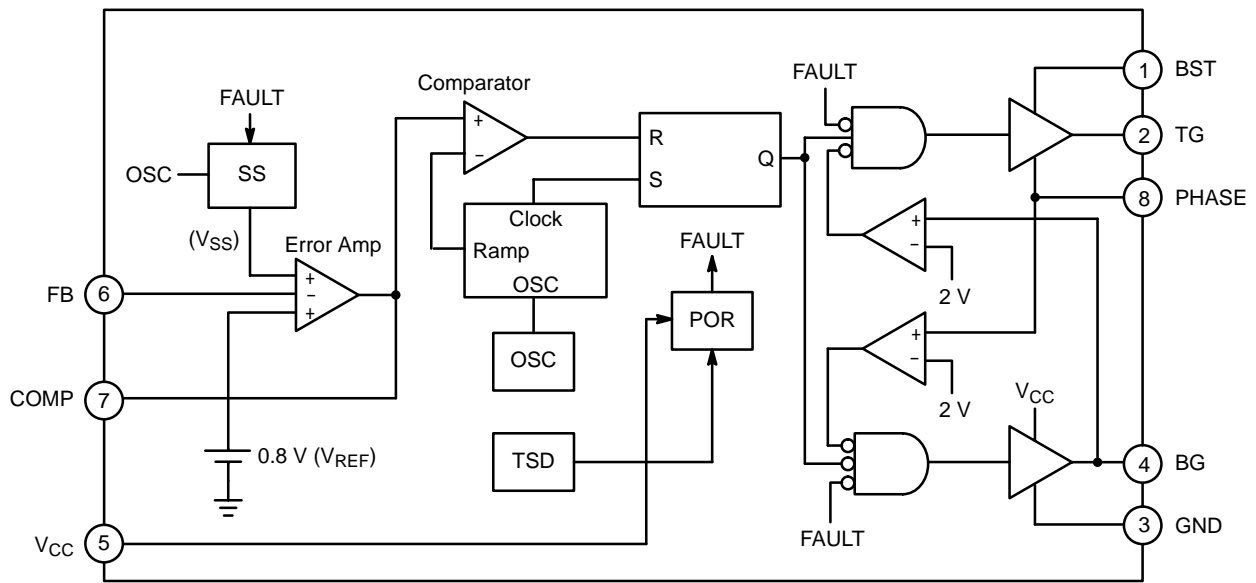 FAULT
OSC
SS
(VSS)
Error Amp
+
−
+
FB
6
COMP
7
0.8 V (VREF)
VCC
5
Comparator
+
−
Clock
Ramp
OSC
OSC
TSD
R
S
Q
FAULT
POR
FAULT
+
−
2 V
+
−
2 V
VCC
FAULT
1
BST
2
TG
8
PHASE
4
BG
3
GND